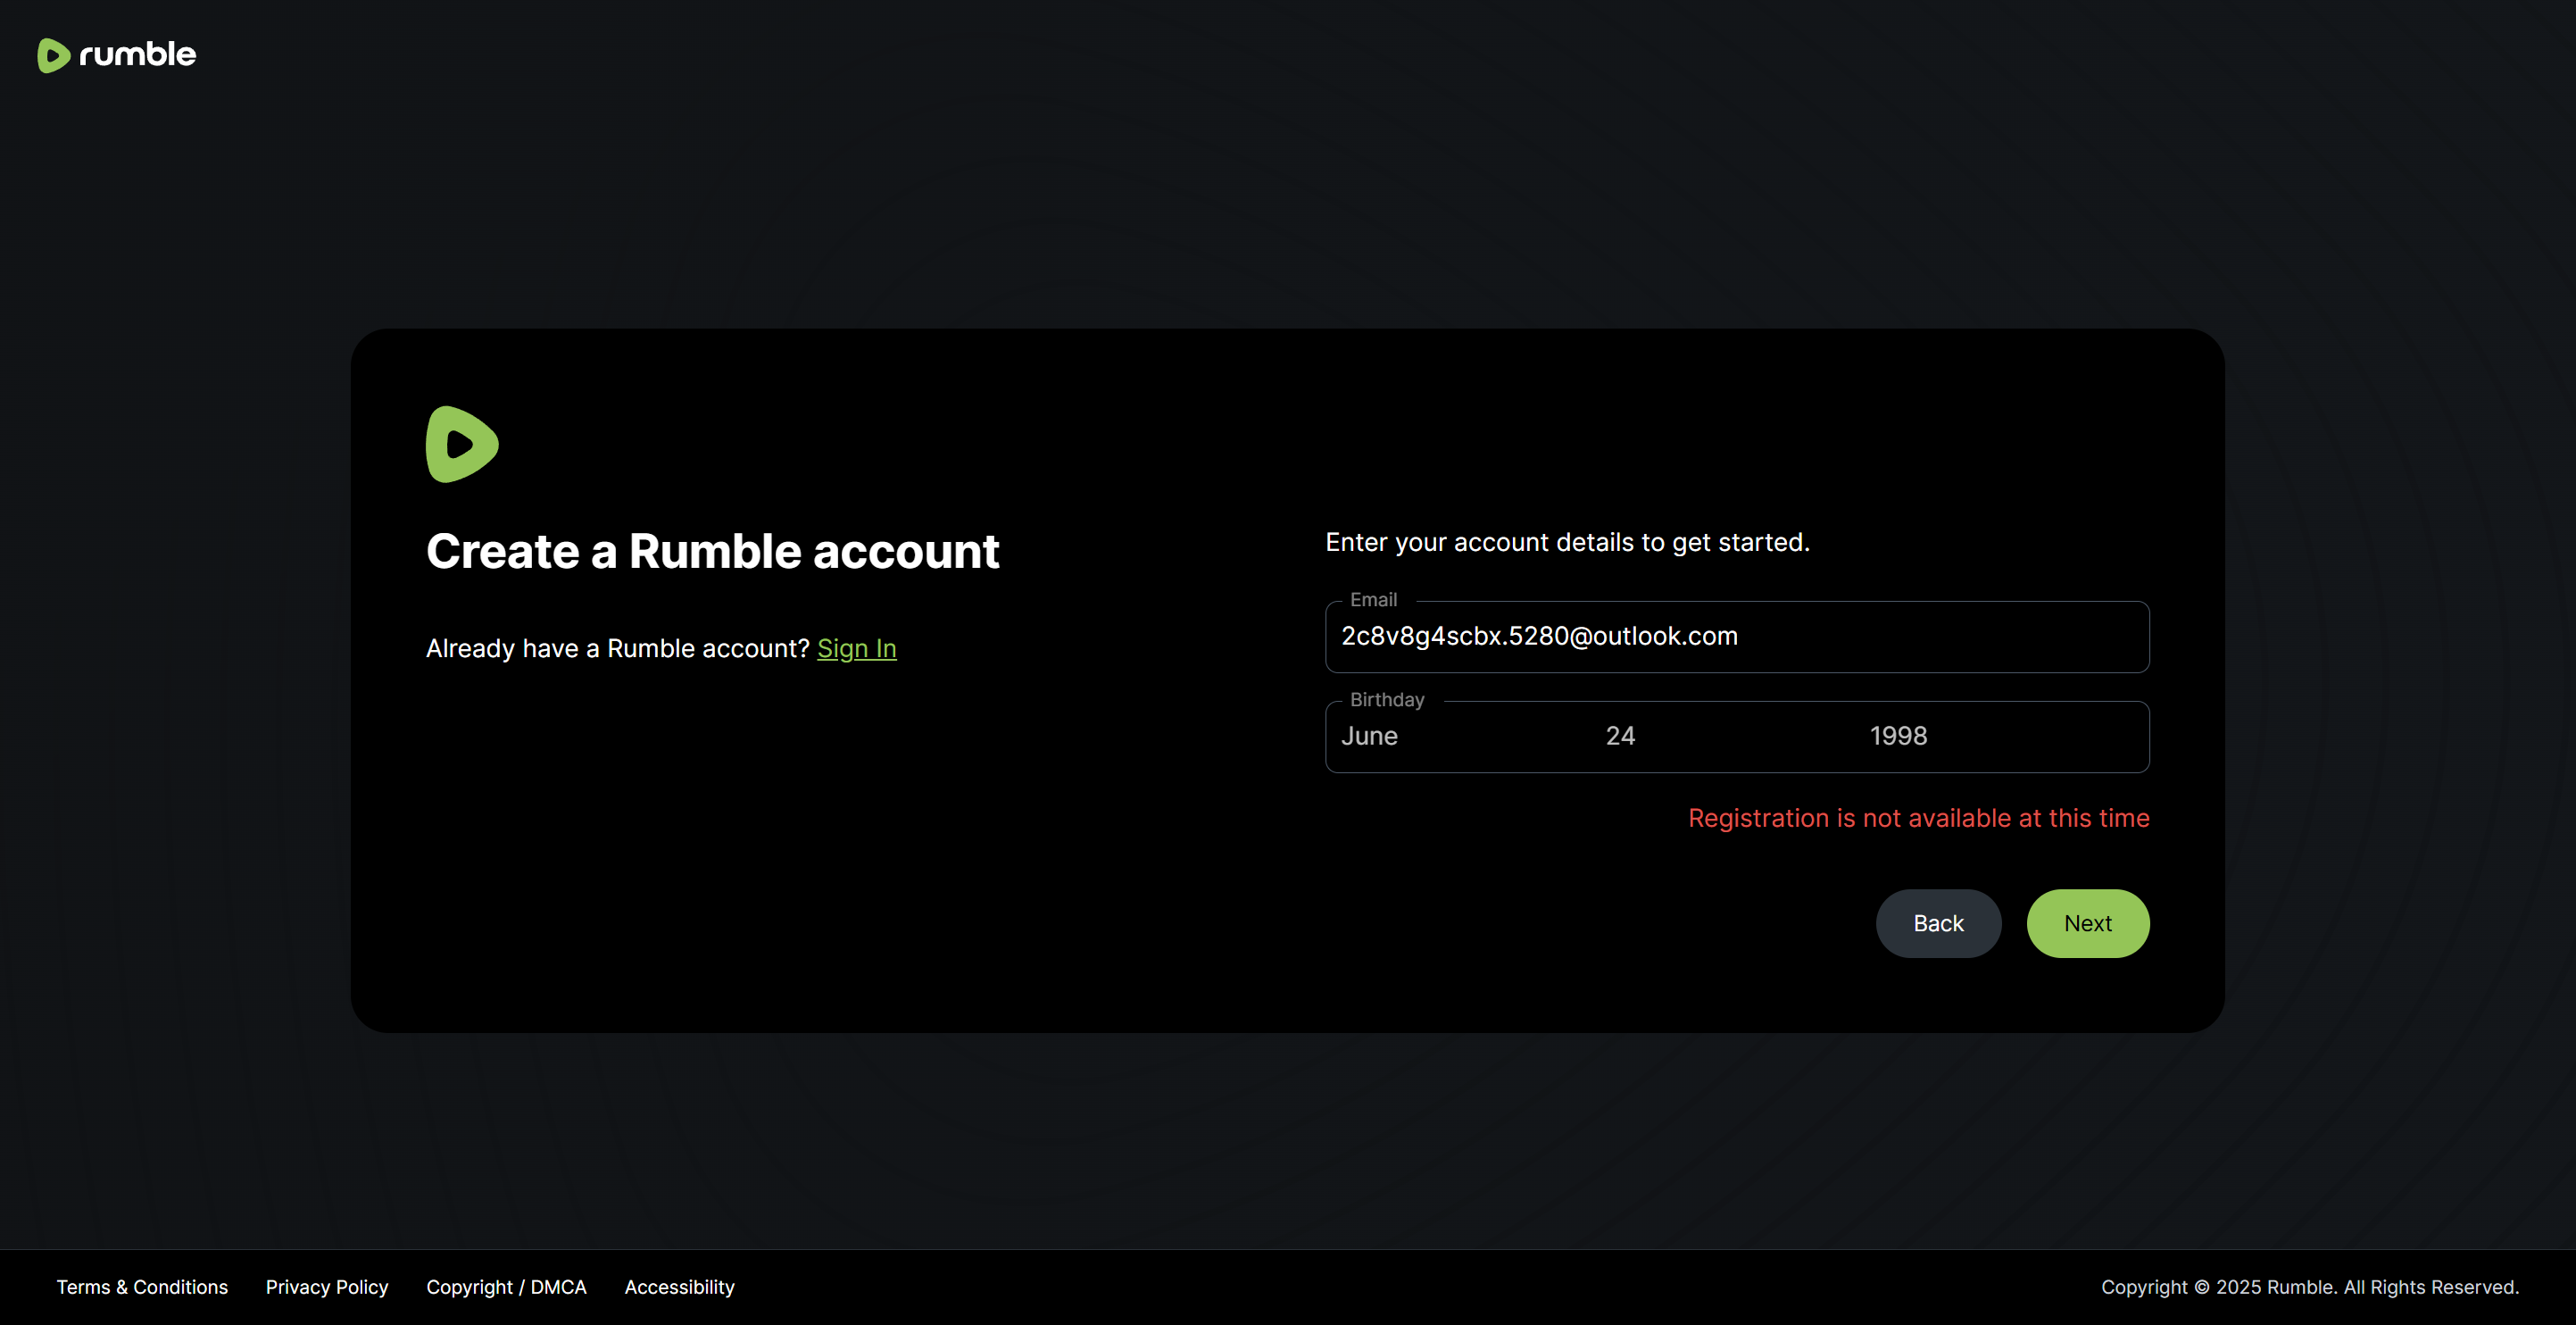 rumble
Create a Rumble account
Already have a Rumble account? Sign In
Enter your account details to get started.
Email
2c8v8g4scbx.5280@outlook.com
Birthday
June 24 1998
Registration is not available at this time
Back Next
Terms & Conditions Privacy Policy Copyright / DMCA Accessibility Copyright © 2025 Rumble. All Rights Reserved.